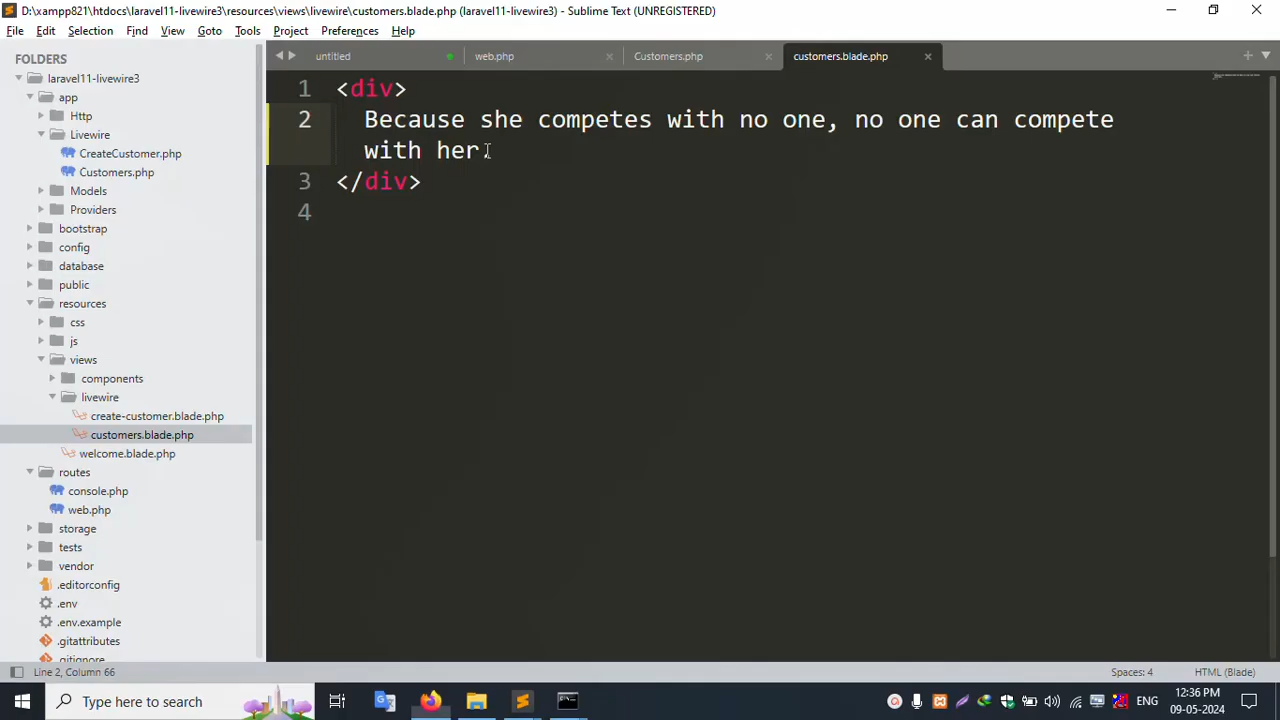 D:\xampp821\htdocs\laravel11-livewire3\resources\views\livewire\customers.blade.php (laravel11-livewire3) - Sublime Text (UNREGISTERED)
File Edit Selection Find View Goto Tools Project Preferences Help
FOLDERS
laravel11-livewire3
app
Http
Livewire
CreateCustomer.php
Customers.php
Models
Providers
bootstrap
config
database
public
resources
css
js
views
components
livewire
create-customer.blade.php
customers.blade.php
welcome.blade.php
routes
console.php
web.php
storage
tests
vendor
.editorconfig
.env
.env.example
.gitattributes
.gitignore
untitled web.php Customers.php customers.blade.php
1 <div>
2 Because she competes with no one, no one can compete
with her.
3 </div>
4
Line 2, Column 66 Spaces: 4 HTML (Blade)
Type here to search ENG 12:36 PM
09-05-2024